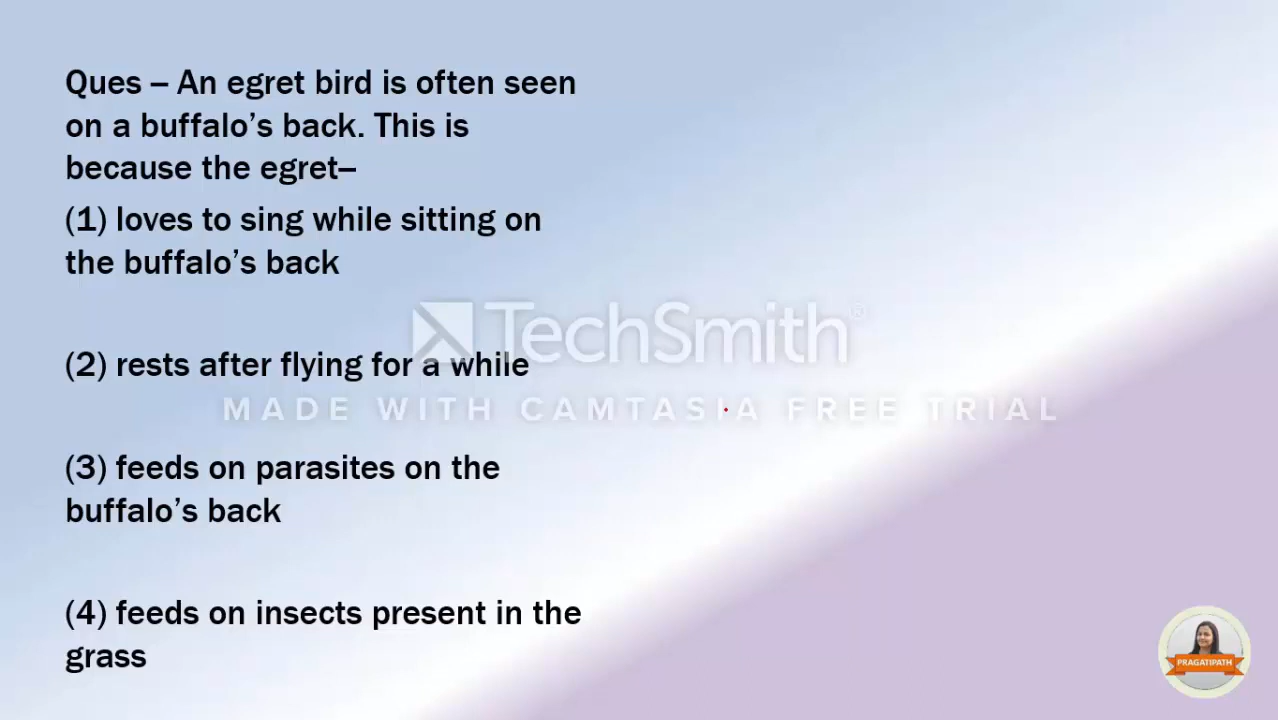 Ques – An egret bird is often seen
on a buffalo’s back. This is
because the egret–
(1) loves to sing while sitting on
the buffalo’s back
TechSmith®
(2) rests after flying for a while
MADE WITH CAMTASIA FREE TRIAL
(3) feeds on parasites on the
buffalo’s back
(4) feeds on insects present in the
grass
PRAGATIPATH